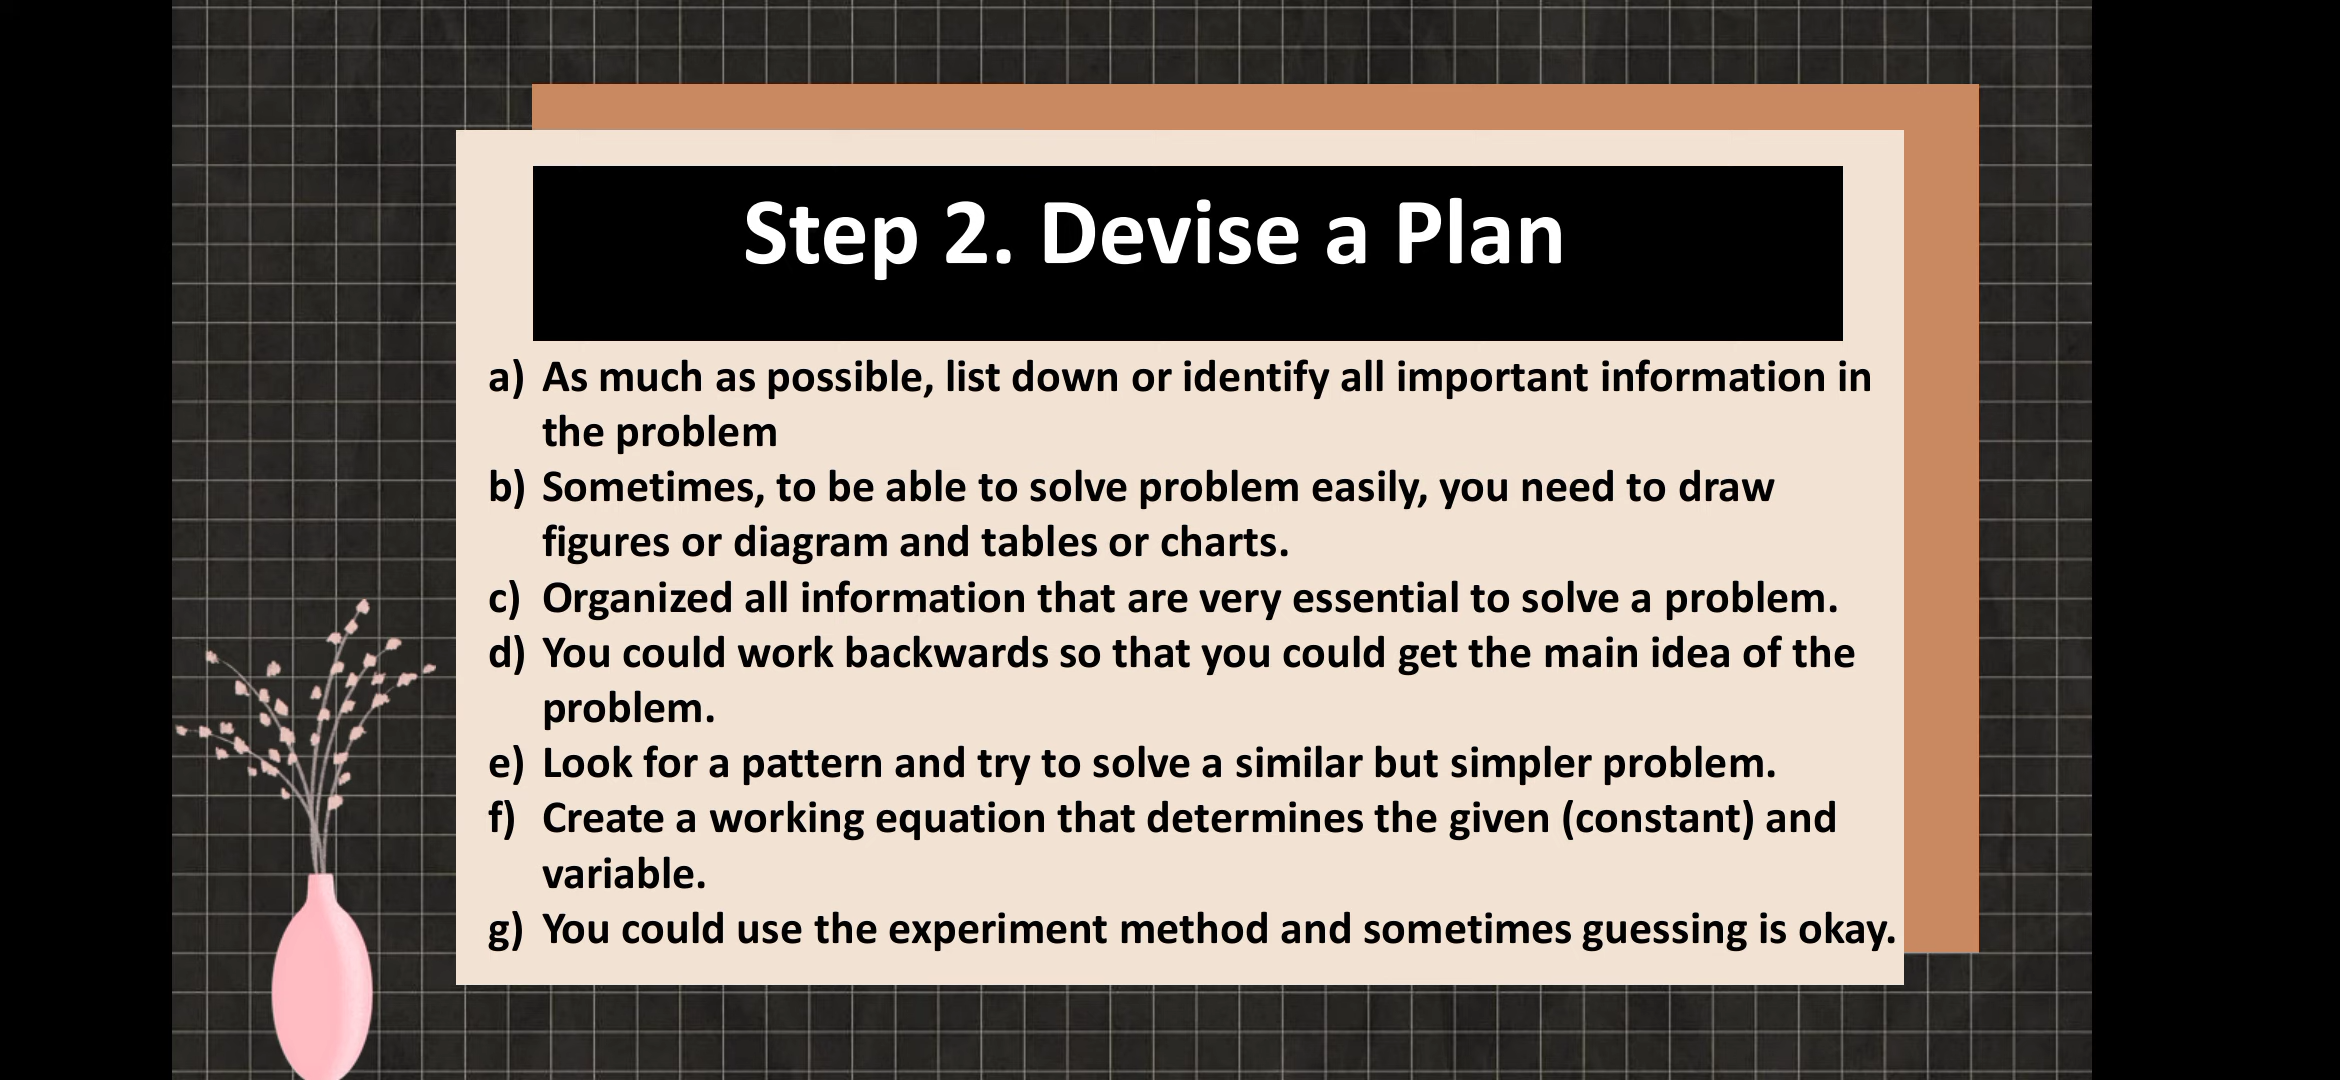 Step 2. Devise a Plan
a) As much as possible, list down or identify all important information in
the problem
b) Sometimes, to be able to solve problem easily, you need to draw
figures or diagram and tables or charts.
c) Organized all information that are very essential to solve a problem.
d) You could work backwards so that you could get the main idea of the
problem.
e) Look for a pattern and try to solve a similar but simpler problem.
f) Create a working equation that determines the given (constant) and
variable.
g) You could use the experiment method and sometimes guessing is okay.